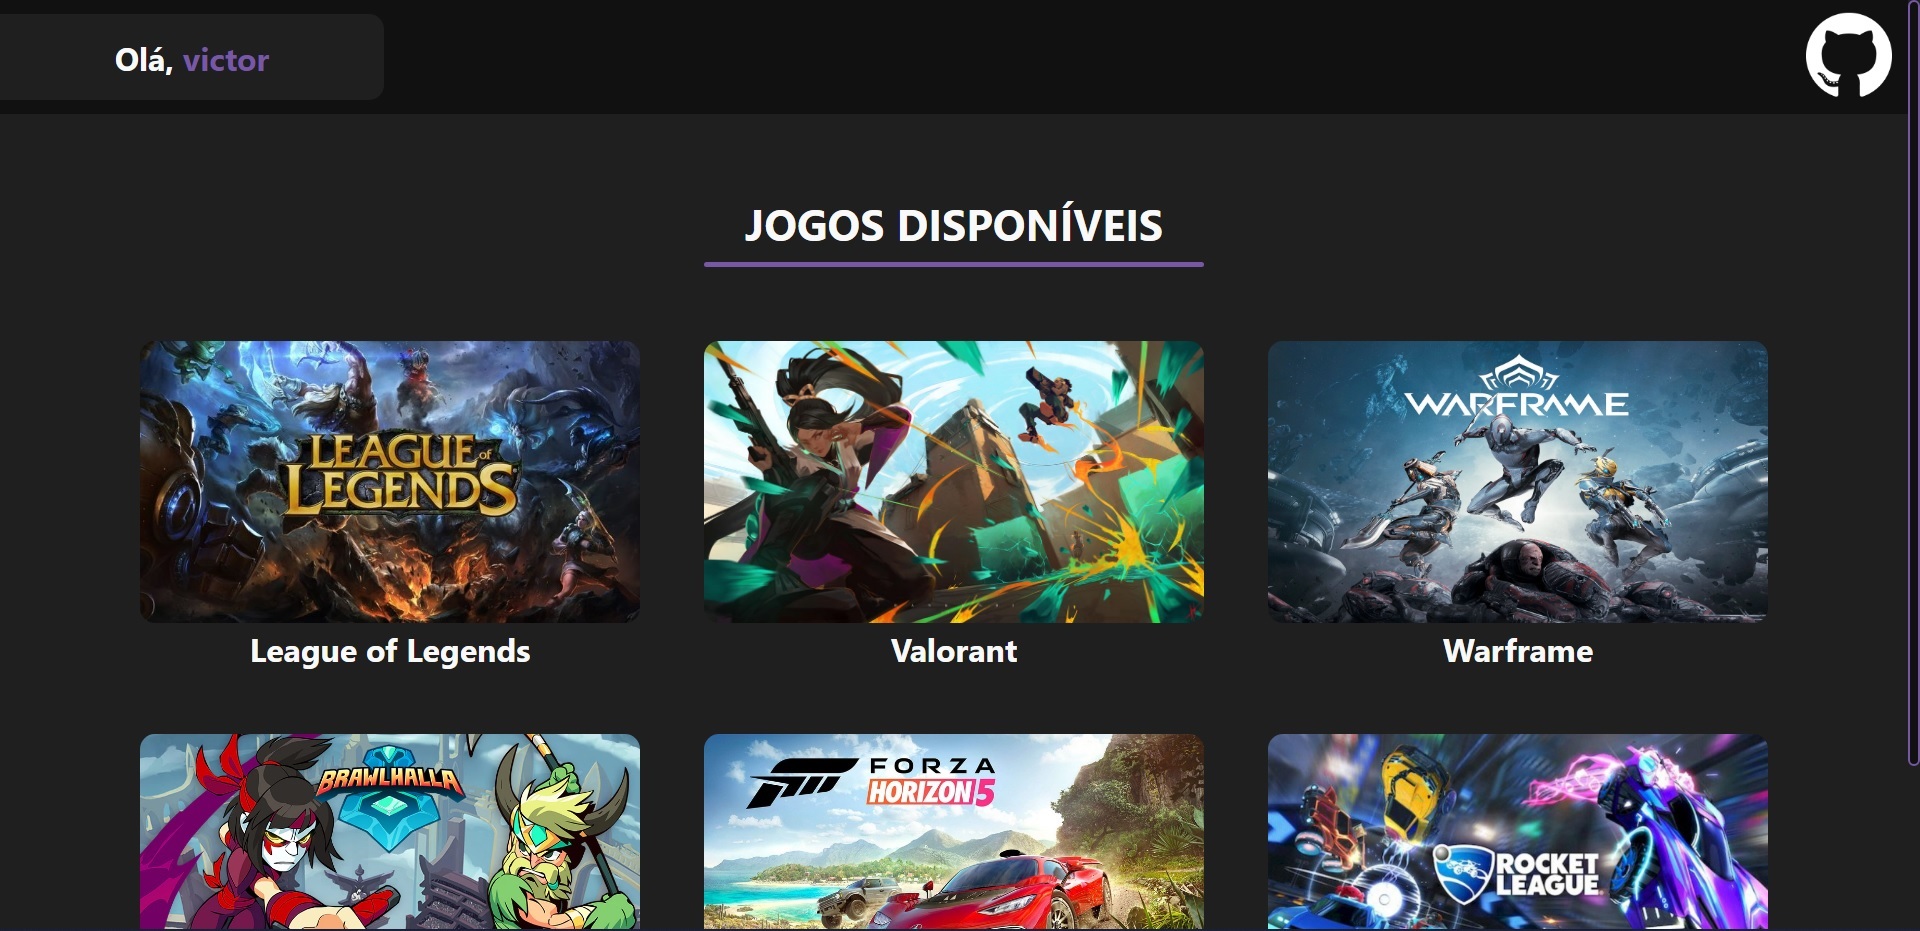 Olá, victor
JOGOS DISPONÍVEIS
LEAGUE of
LEGENDS
WARFRAME
League of Legends
Valorant
Warframe
BRAWLHALLA
FORZA
HORIZON 5
ROCKET
LEAGUE